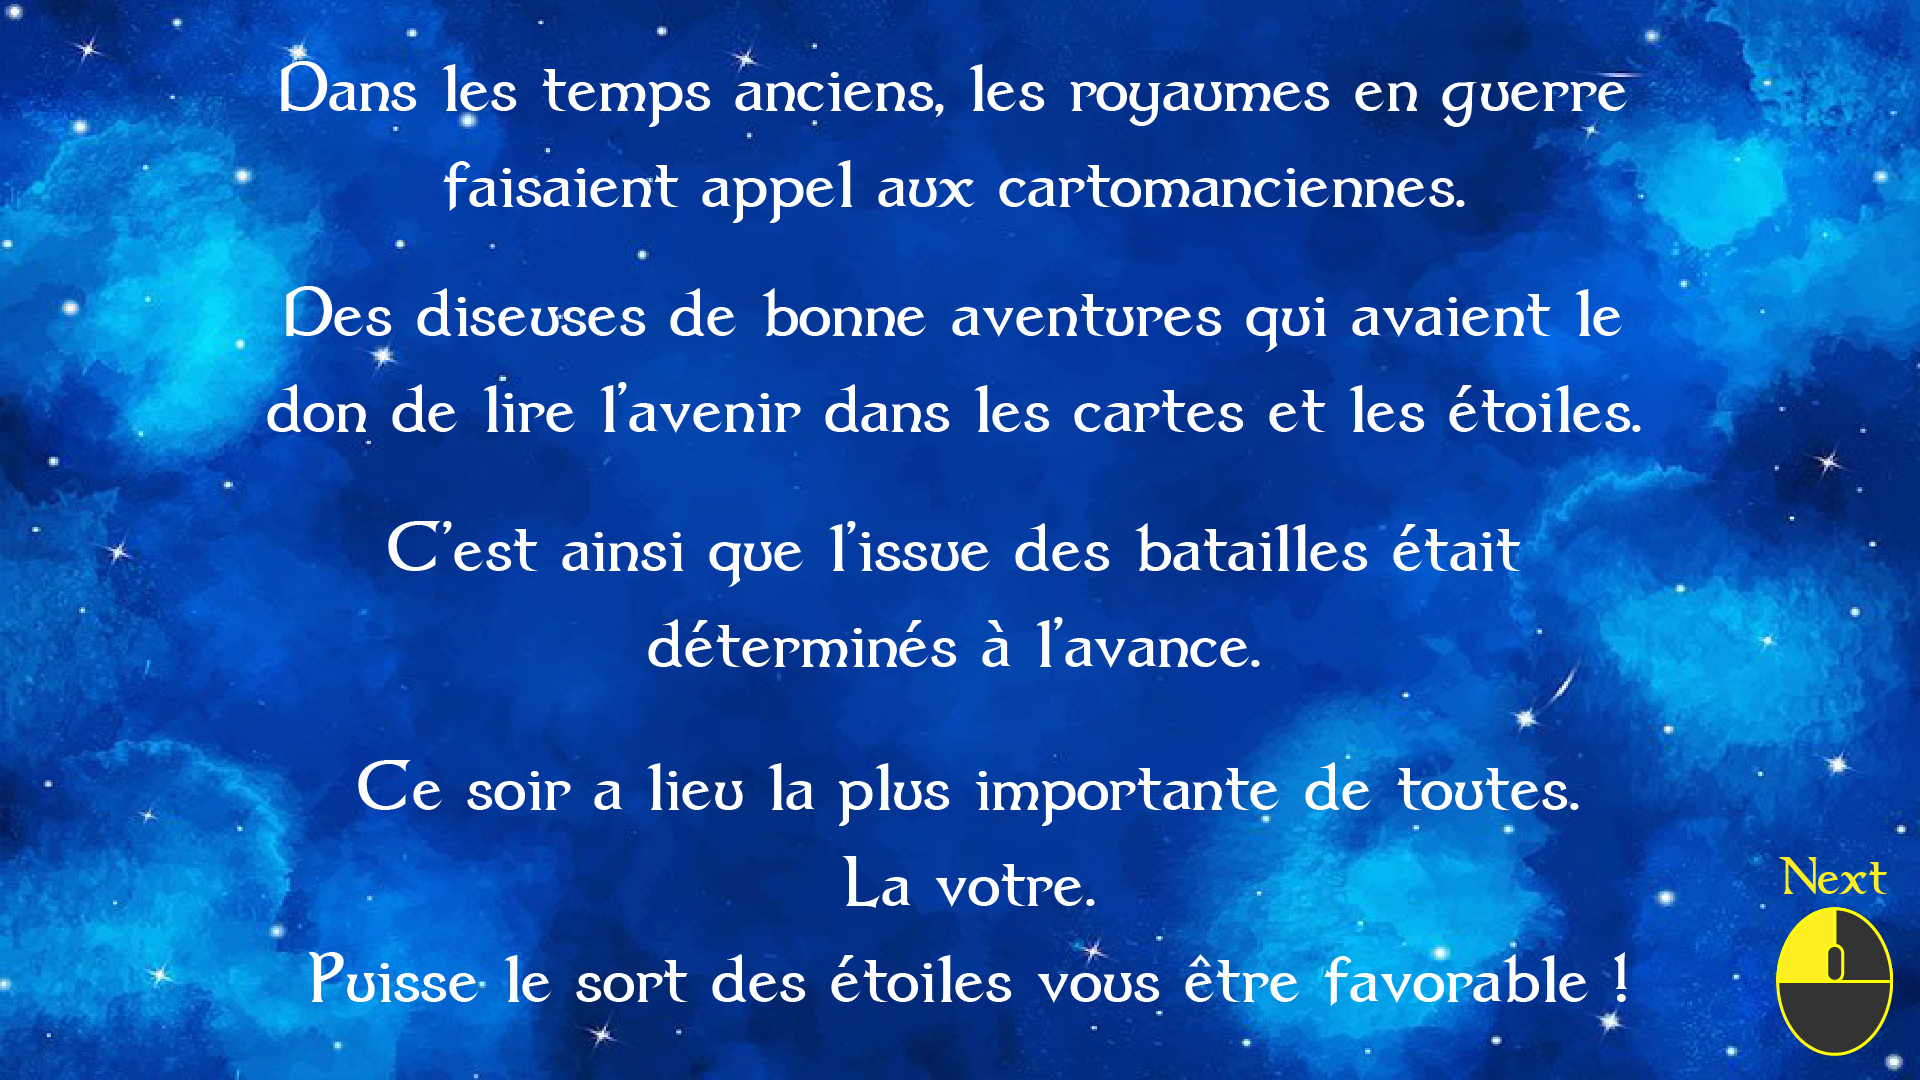 Dans les temps anciens, les royaumes en guerre
faisaient appel aux cartomanciennes.
Des diseuses de bonne aventures qui avaient le
don de lire l'avenir dans les cartes et les étoiles.
C'est ainsi que l'issue des batailles était
déterminés à l'avance.
Ce soir a lieu la plus importante de toutes.
La votre.
Puisse le sort des étoiles vous être favorable !
Next